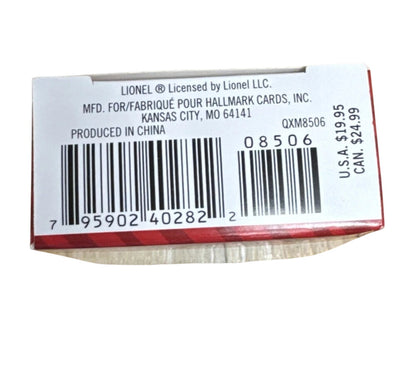 LIONEL ® Licensed by Lionel LLC.
MFD. FOR/FABRIQUÉ POUR HALLMARK CARDS, INC.
KANSAS CITY, MO 64141
PRODUCED IN CHINA
QXM8506
08506
7 95902 40282 2
U.S.A. $19.95
CAN. $24.99